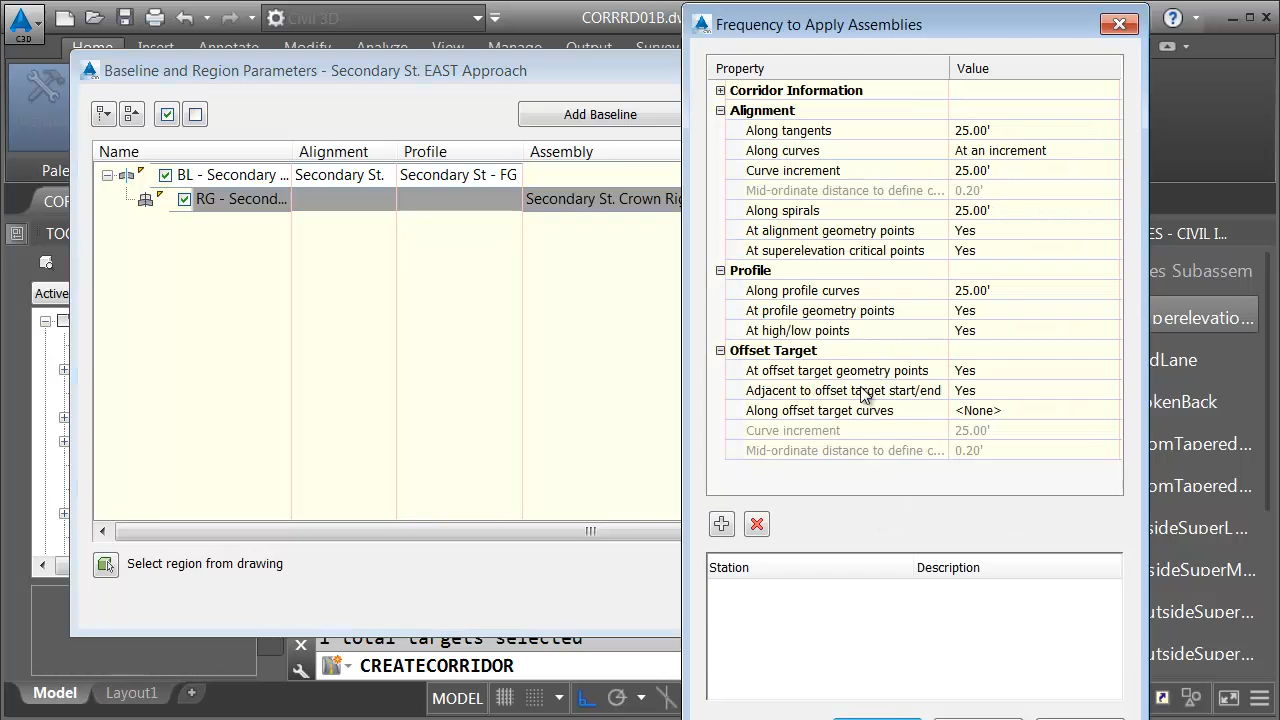 Civil 3D
CORRRD01B.dw
C3D
Home Insert Annotate Modify Analyze View Manage Output Survey
Baseline and Region Parameters - Secondary St. EAST Approach
Add Baseline
Name Alignment Profile Assembly
BL - Secondary ... Secondary St. Secondary St - FG
RG - Second... Secondary St. Crown Rig
Select region from drawing
Pale
COR
TOO
Active
1 total targets selected
CREATECORRIDOR
Model Layout1 +
MODEL
Frequency to Apply Assemblies
Property Value
Corridor Information
Alignment
Along tangents 25.00'
Along curves At an increment
Curve increment 25.00'
Mid-ordinate distance to define c... 0.20'
Along spirals 25.00'
At alignment geometry points Yes
At superelevation critical points Yes
Profile
Along profile curves 25.00'
At profile geometry points Yes
At high/low points Yes
Offset Target
At offset target geometry points Yes
Adjacent to offset target start/end Yes
Along offset target curves <None>
Curve increment 25.00'
Mid-ordinate distance to define c... 0.20'
Station Description
ES - CIVIL I...
es Subassem
perelevatio...
dLane
okenBack
omTapered...
omTapered...
utsideSuperL...
sideSuperM...
utsideSuper...
sideSuper...